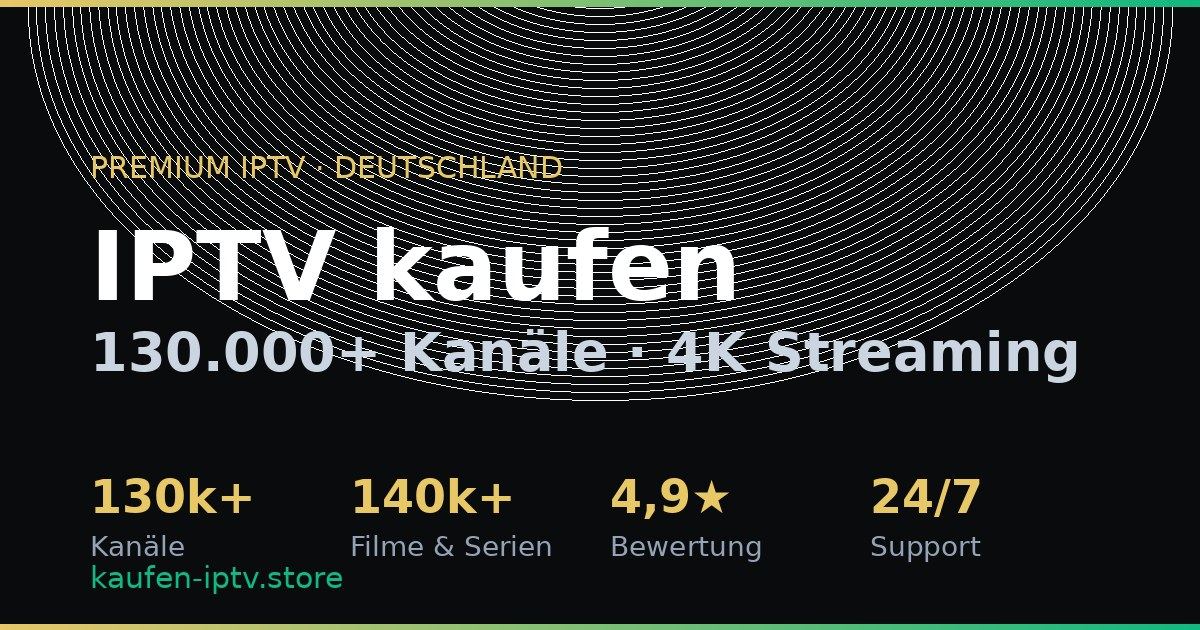 PREMIUM IPTV · DEUTSCHLAND
IPTV kaufen
130.000+ Kanäle · 4K Streaming
130k+ 140k+ 4,9★ 24/7
Kanäle Filme & Serien Bewertung Support
kaufen-iptv.store